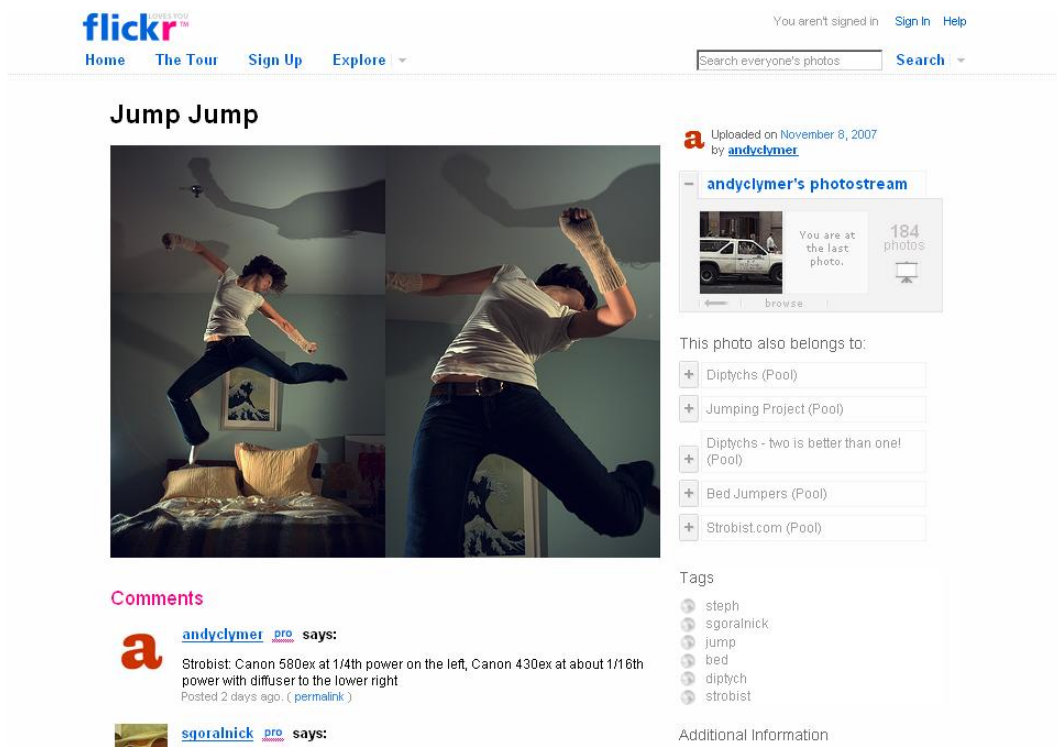 LOVES YOU
flickr™
You aren't signed in Sign In Help
Home The Tour Sign Up Explore
Search everyone's photos Search
Jump Jump
a Uploaded on November 8, 2007
by andyclymer
− andyclymer's photostream
You are at
the last
photo.
184
photos
browse
This photo also belongs to:
+ Diptychs (Pool)
+ Jumping Project (Pool)
Diptychs - two is better than one!
+ (Pool)
+ Bed Jumpers (Pool)
+ Strobist.com (Pool)
Comments
a
andyclymer pro says:
Strobist: Canon 580ex at 1/4th power on the left, Canon 430ex at about 1/16th
power with diffuser to the lower right
Posted 2 days ago. ( permalink )
sgoralnick pro says:
Tags
steph
sgoralnick
jump
bed
diptych
strobist
Additional Information